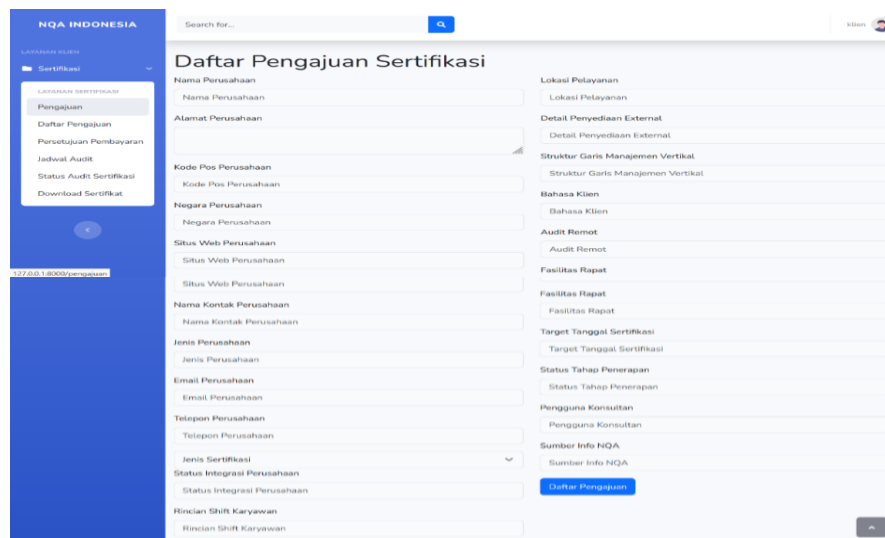 NQA INDONESIA
Search for...
klien
LAYANAN KLIEN
Sertifikasi
LAYANAN SERTIFIKASI
Pengajuan
Daftar Pengajuan
Persetujuan Pembayaran
Jadwal Audit
Status Audit Sertifikasi
Download Sertifikat
127.0.0.1:8000/pengajuan
Daftar Pengajuan Sertifikasi
Nama Perusahaan
Nama Perusahaan
Alamat Perusahaan
Kode Pos Perusahaan
Kode Pos Perusahaan
Negara Perusahaan
Negara Perusahaan
Situs Web Perusahaan
Situs Web Perusahaan
Situs Web Perusahaan
Nama Kontak Perusahaan
Nama Kontak Perusahaan
Jenis Perusahaan
Jenis Perusahaan
Email Perusahaan
Email Perusahaan
Telepon Perusahaan
Telepon Perusahaan
Jenis Sertifikasi
Status Integrasi Perusahaan
Status Integrasi Perusahaan
Rincian Shift Karyawan
Rincian Shift Karyawan
Lokasi Pelayanan
Lokasi Pelayanan
Detail Penyediaan External
Detail Penyediaan External
Struktur Garis Manajemen Vertikal
Struktur Garis Manajemen Vertikal
Bahasa Klien
Bahasa Klien
Audit Remot
Audit Remot
Fasilitas Rapat
Fasilitas Rapat
Fasilitas Rapat
Target Tanggal Sertifikasi
Target Tanggal Sertifikasi
Status Tahap Penerapan
Status Tahap Penerapan
Pengguna Konsultan
Pengguna Konsultan
Sumber Info NQA
Sumber Info NQA
Daftar Pengajuan